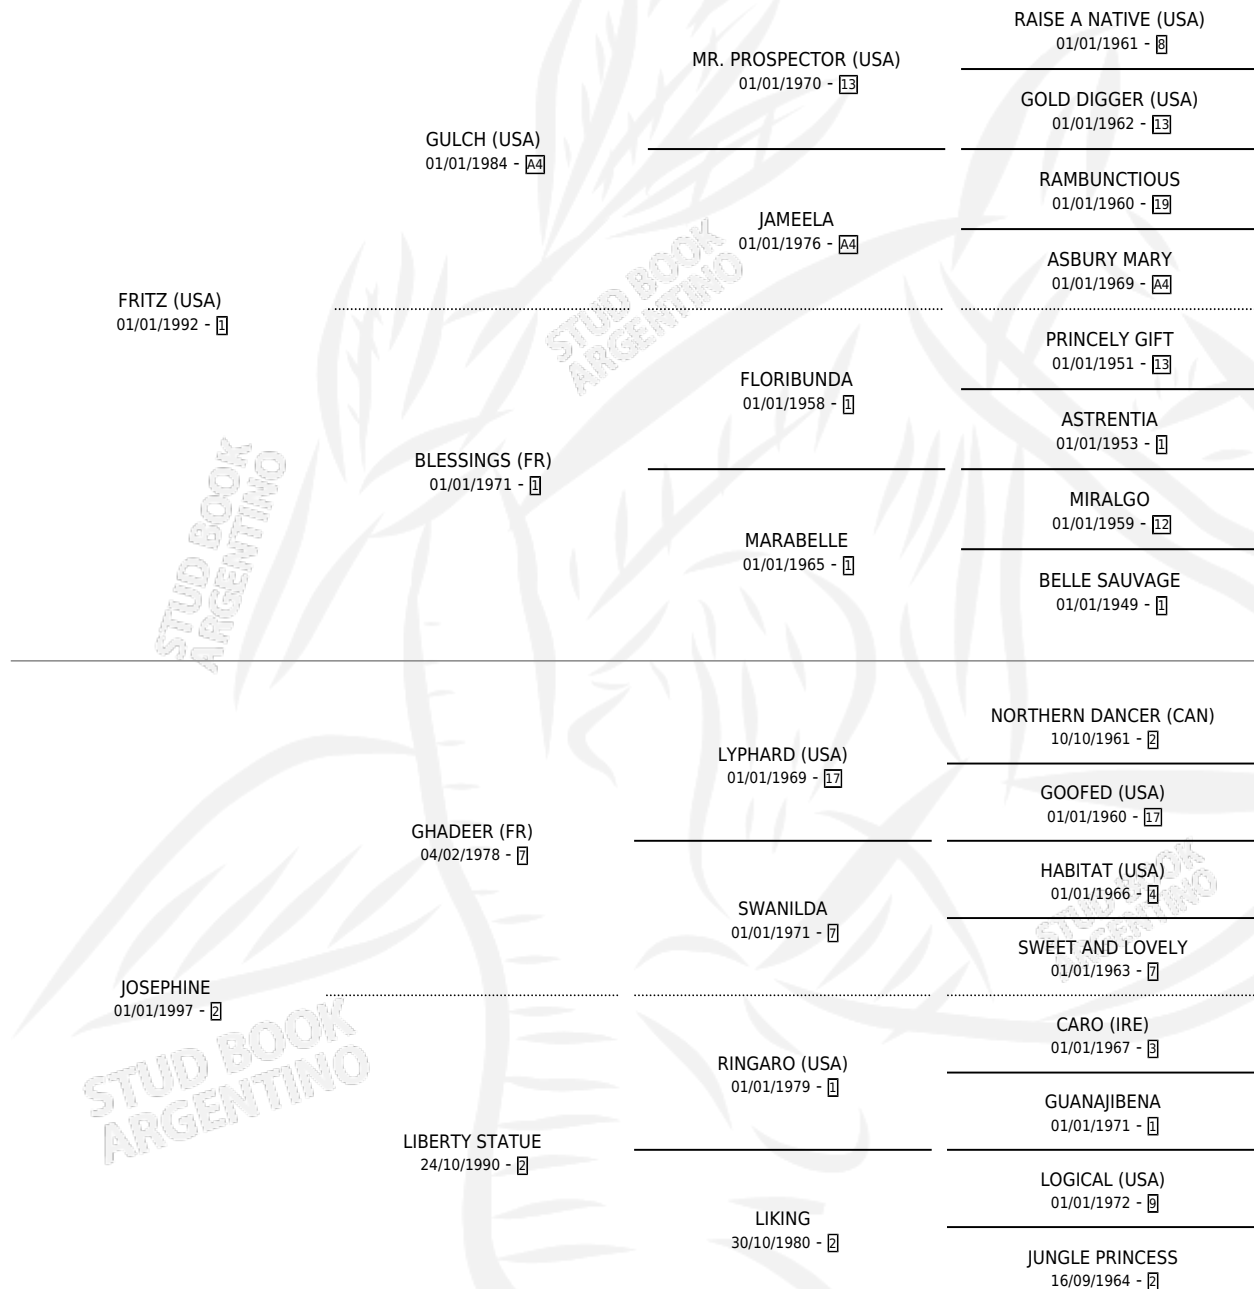 RAISE A NATIVE (USA)
01/01/1961 - 8
MR. PROSPECTOR (USA)
01/01/1970 - 13
GOLD DIGGER (USA)
01/01/1962 - 13
GULCH (USA)
01/01/1984 - A4
RAMBUNCTIOUS
01/01/1960 - 19
JAMEELA
01/01/1976 - A4
ASBURY MARY
01/01/1969 - A4
FRITZ (USA)
01/01/1992 - 1
PRINCELY GIFT
01/01/1951 - 13
FLORIBUNDA
01/01/1958 - 1
ASTRENTIA
01/01/1953 - 1
BLESSINGS (FR)
01/01/1971 - 1
MIRALGO
01/01/1959 - 12
MARABELLE
01/01/1965 - 1
BELLE SAUVAGE
01/01/1949 - 1
NORTHERN DANCER (CAN)
10/10/1961 - 2
LYPHARD (USA)
01/01/1969 - 17
GOOFED (USA)
01/01/1960 - 17
GHADEER (FR)
04/02/1978 - 7
HABITAT (USA)
01/01/1966 - 4
SWANILDA
01/01/1971 - 7
SWEET AND LOVELY
01/01/1963 - 7
JOSEPHINE
01/01/1997 - 2
CARO (IRE)
01/01/1967 - 3
RINGARO (USA)
01/01/1979 - 1
GUANAJIBENA
01/01/1971 - 1
LIBERTY STATUE
24/10/1990 - 2
LOGICAL (USA)
01/01/1972 - 9
LIKING
30/10/1980 - 2
JUNGLE PRINCESS
16/09/1964 - 2
STUD BOOK
ARGENTINO
STUD BOOK
ARGENTINO
STUD BOOK
ARGENTINO
STUD BOOK
ARGENTINO